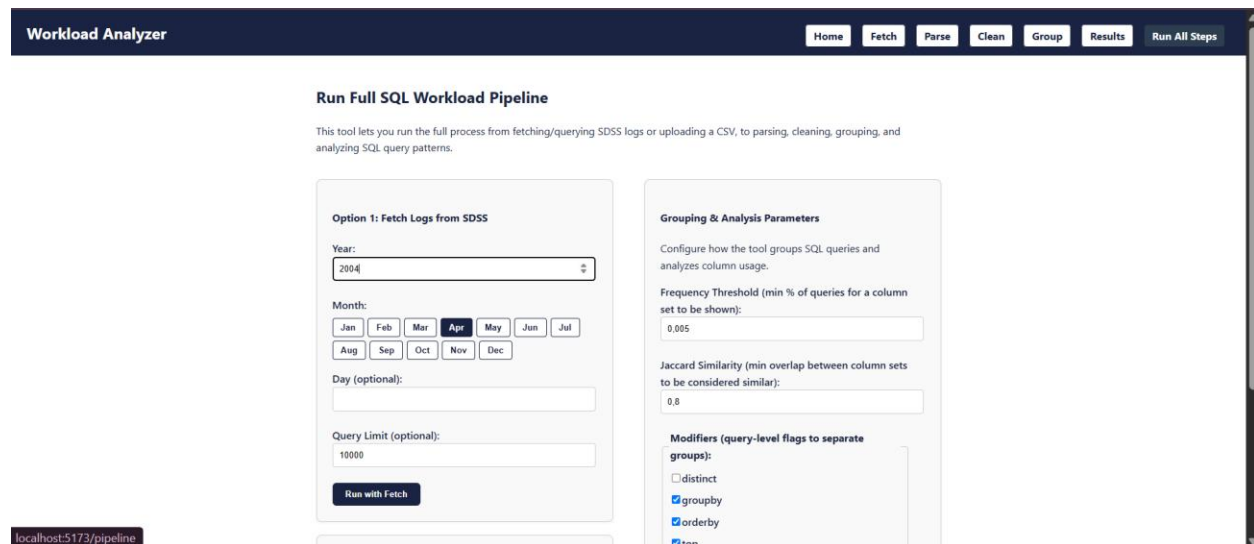 Workload Analyzer
Home Fetch Parse Clean Group Results Run All Steps
Run Full SQL Workload Pipeline
This tool lets you run the full process from fetching/querying SDSS logs or uploading a CSV, to parsing, cleaning, grouping, and
analyzing SQL query patterns.
Option 1: Fetch Logs from SDSS
Year:
2004
Month:
Jan Feb Mar Apr May Jun Jul
Aug Sep Oct Nov Dec
Day (optional):
Query Limit (optional):
10000
Run with Fetch
Grouping & Analysis Parameters
Configure how the tool groups SQL queries and
analyzes column usage.
Frequency Threshold (min % of queries for a column
set to be shown):
0,005
Jaccard Similarity (min overlap between column sets
to be considered similar):
0,8
Modifiers (query-level flags to separate
groups):
distinct
groupby
orderby
top
localhost:5173/pipeline